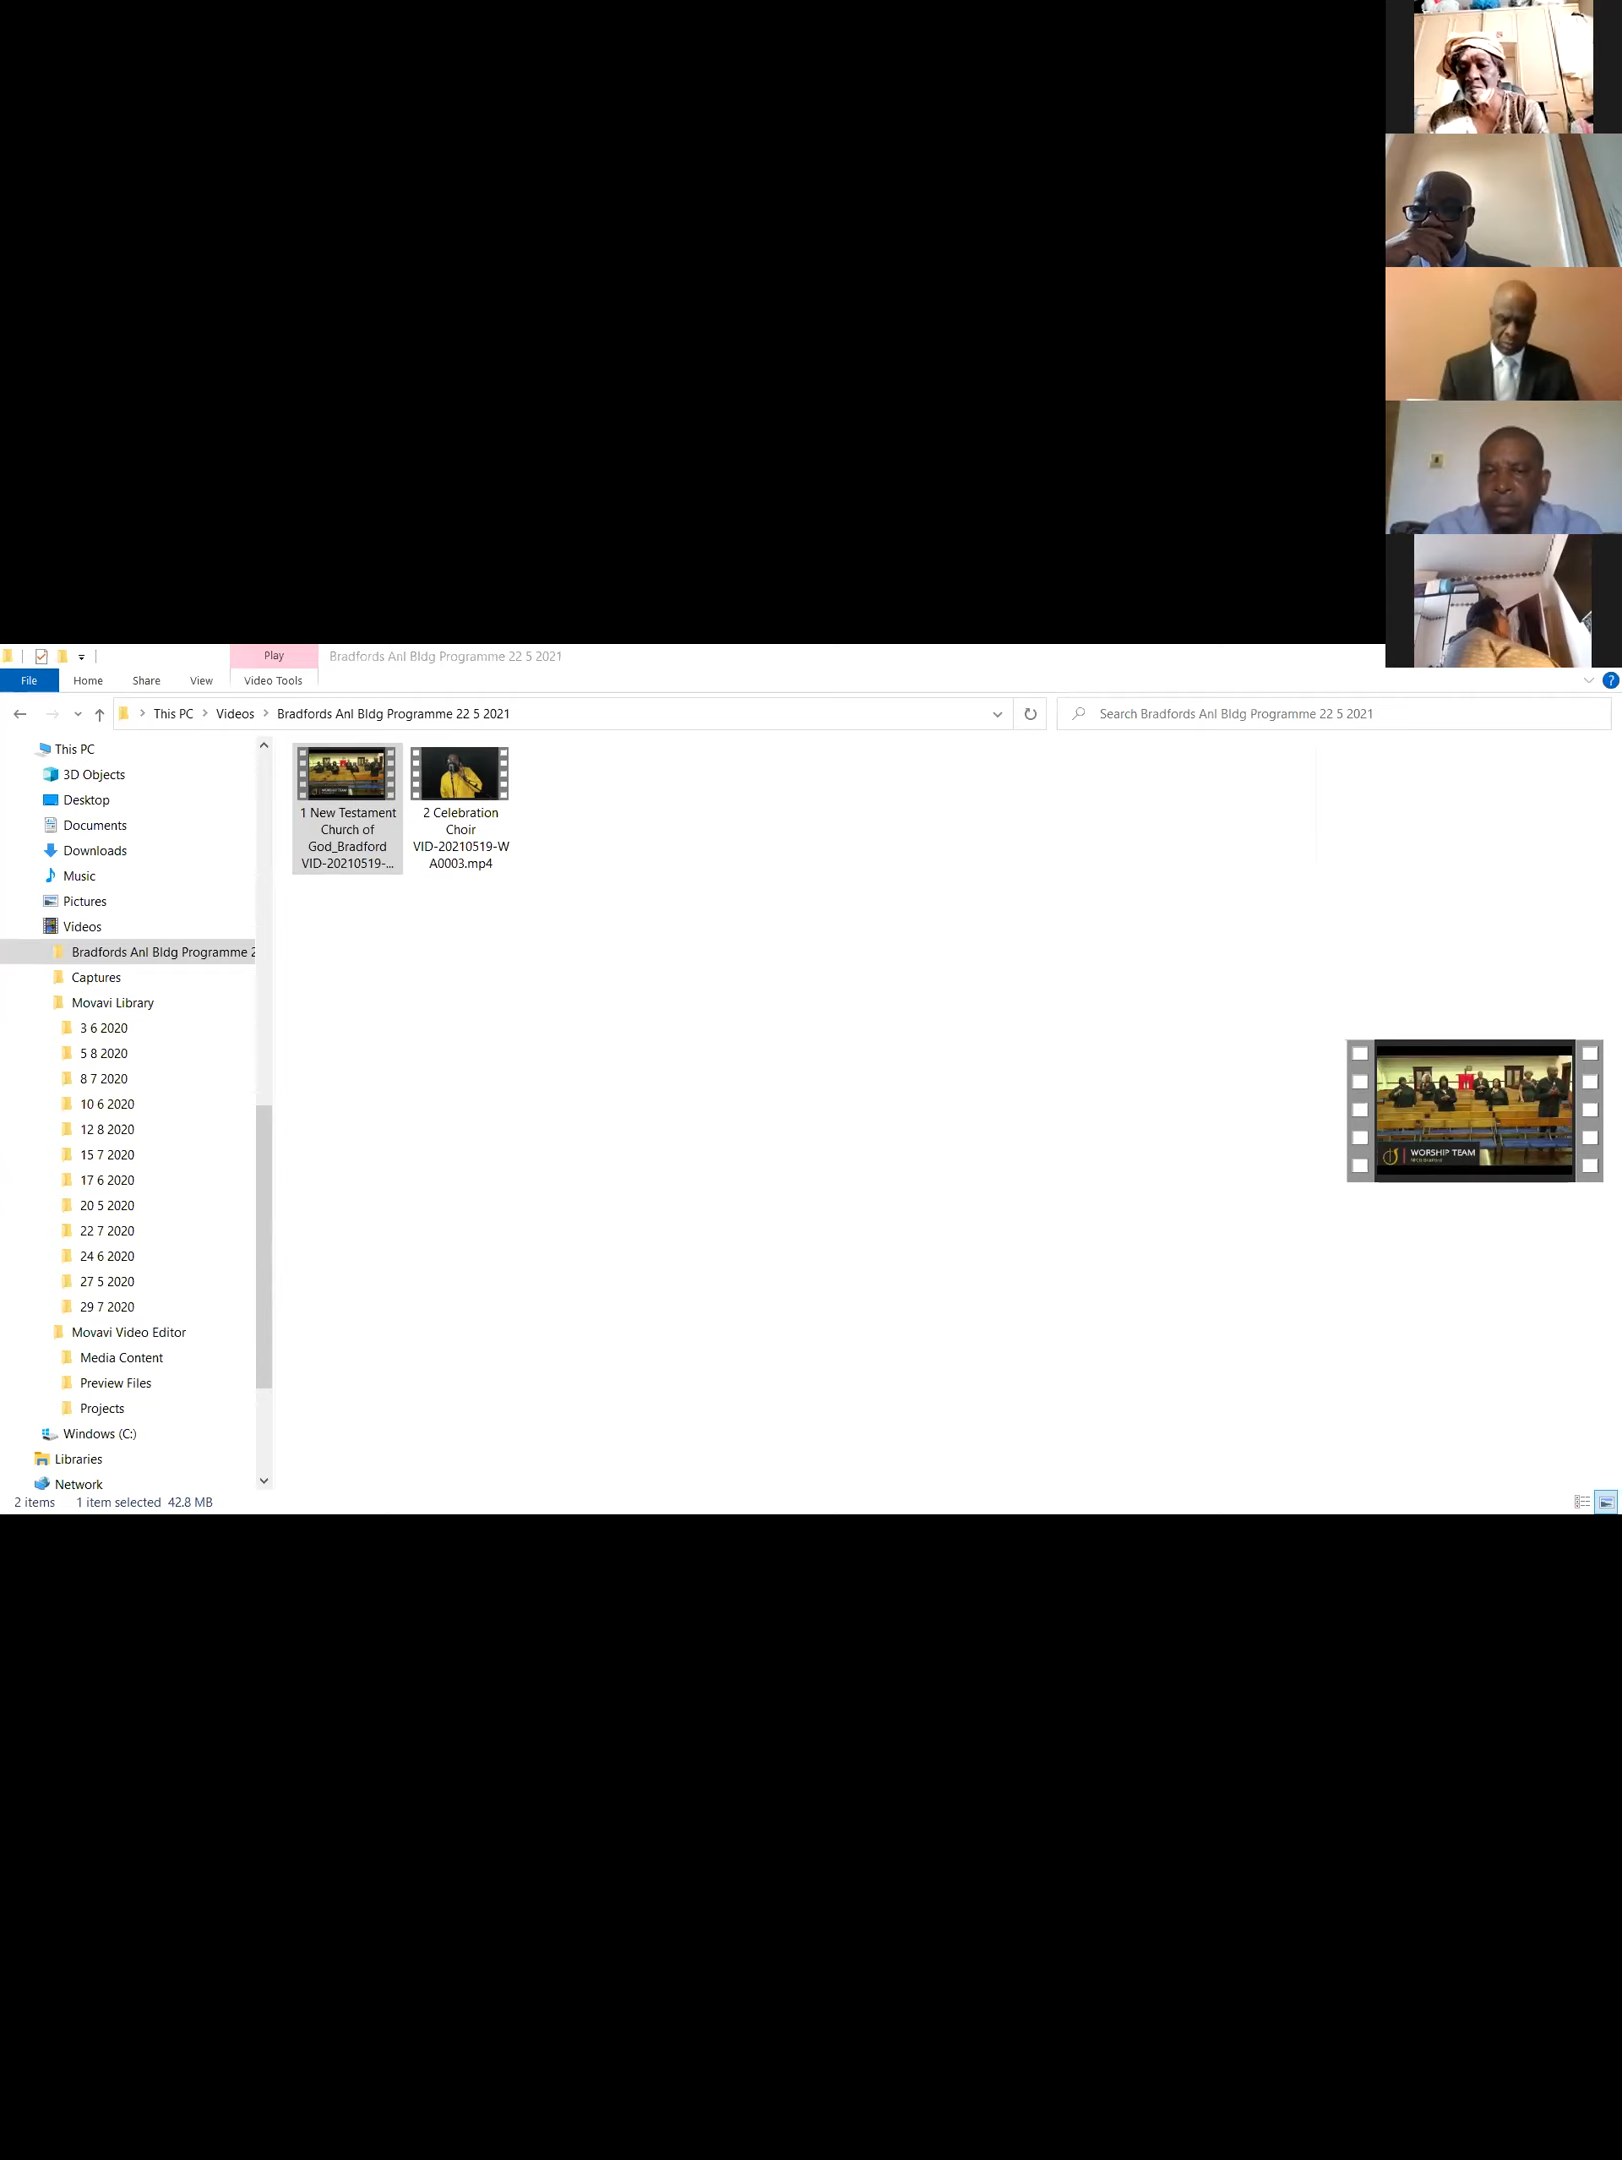 Play
Bradfords Anl Bldg Programme 22 5 2021
File
Home
Share
View
Video Tools
This PC
Videos
Bradfords Anl Bldg Programme 22 5 2021
Search Bradfords Anl Bldg Programme 22 5 2021
This PC
3D Objects
Desktop
Documents
Downloads
Music
Pictures
Videos
Bradfords Anl Bldg Programme 2
Captures
Movavi Library
3 6 2020
5 8 2020
8 7 2020
10 6 2020
12 8 2020
15 7 2020
17 6 2020
20 5 2020
22 7 2020
24 6 2020
27 5 2020
29 7 2020
Movavi Video Editor
Media Content
Preview Files
Projects
Windows (C:)
Libraries
Network
1 New Testament
Church of
God_Bradford
VID-20210519-...
2 Celebration
Choir
VID-20210519-W
A0003.mp4
WORSHIP TEAM
2 items
1 item selected 42.8 MB